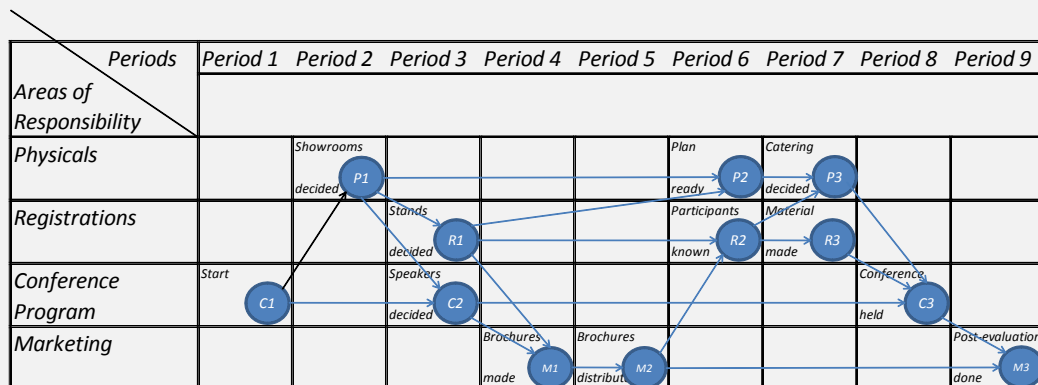 Periods Period 1 Period 2 Period 3 Period 4 Period 5 Period 6 Period 7 Period 8 Period 9
Areas of
Responsibility
Physicals
Showrooms
decided
P1
Plan
ready
P2
Catering
decided
P3
Registrations
Stands
decided
R1
Participants
known
R2
Material
made
R3
Conference
Program
Start
C1
Speakers
decided
C2
Conference
held
C3
Marketing
Brochures
made
M1
Brochures
distribut
M2
Post-evaluation
done
M3